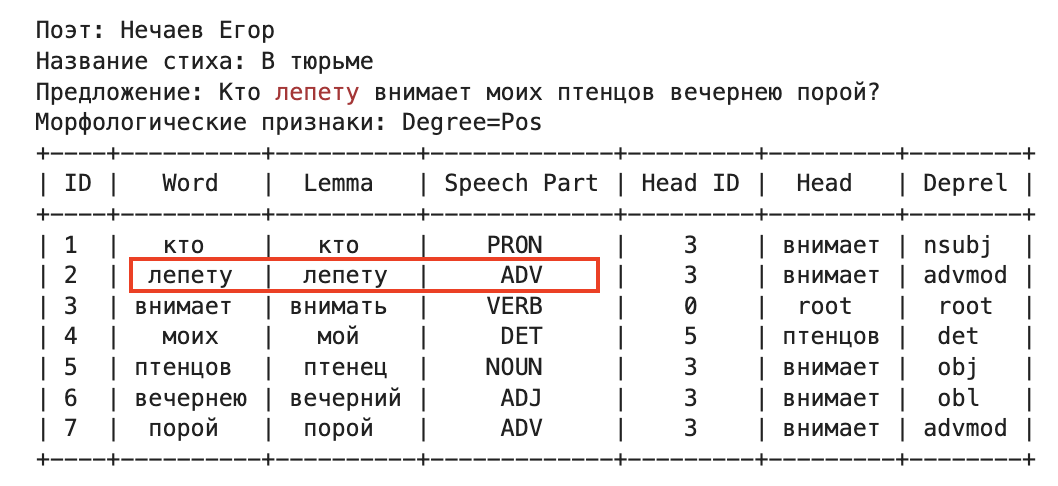 Поэт: Нечаев Егор
Название стиха: В тюрьме
Предложение: Кто лепету внимает моих птенцов вечернею порой?
Морфологические признаки: Degree=Pos
+----+-----------+-----------+--------------+---------+---------+--------+
| ID | Word | Lemma | Speech Part | Head ID | Head | Deprel |
+----+-----------+-----------+--------------+---------+---------+--------+
| 1 | кто | кто | PRON | 3 | внимает | nsubj |
| 2 | лепету | лепету | ADV | 3 | внимает | advmod |
| 3 | внимает | внимать | VERB | 0 | root | root |
| 4 | моих | мой | DET | 5 | птенцов | det |
| 5 | птенцов | птенец | NOUN | 3 | внимает | obj |
| 6 | вечернею | вечерний | ADJ | 3 | внимает | obl |
| 7 | порой | порой | ADV | 3 | внимает | advmod |
+----+-----------+-----------+--------------+---------+---------+--------+